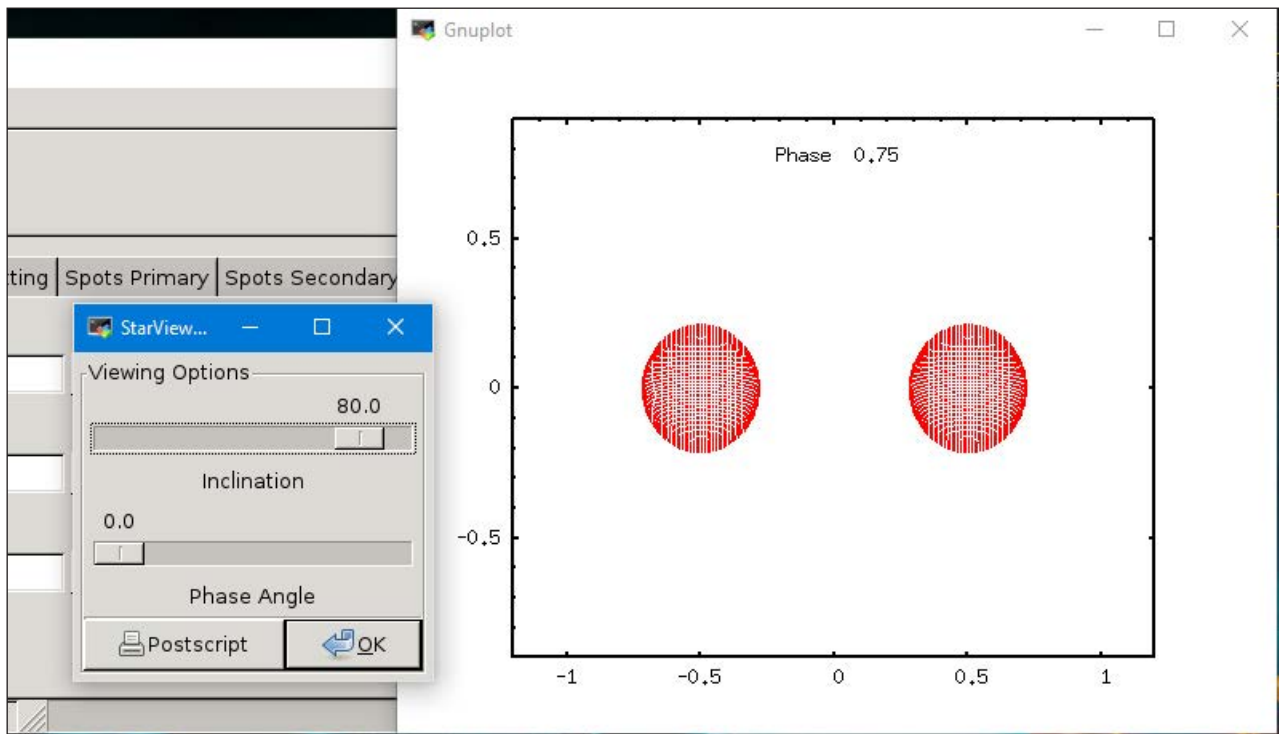 Gnuplot
Phase 0.75
0.5
0
-0.5
-1 -0.5 0 0.5 1
tting Spots Primary Spots Secondary
StarView...
Viewing Options
80.0
Inclination
0.0
Phase Angle
Postscript OK